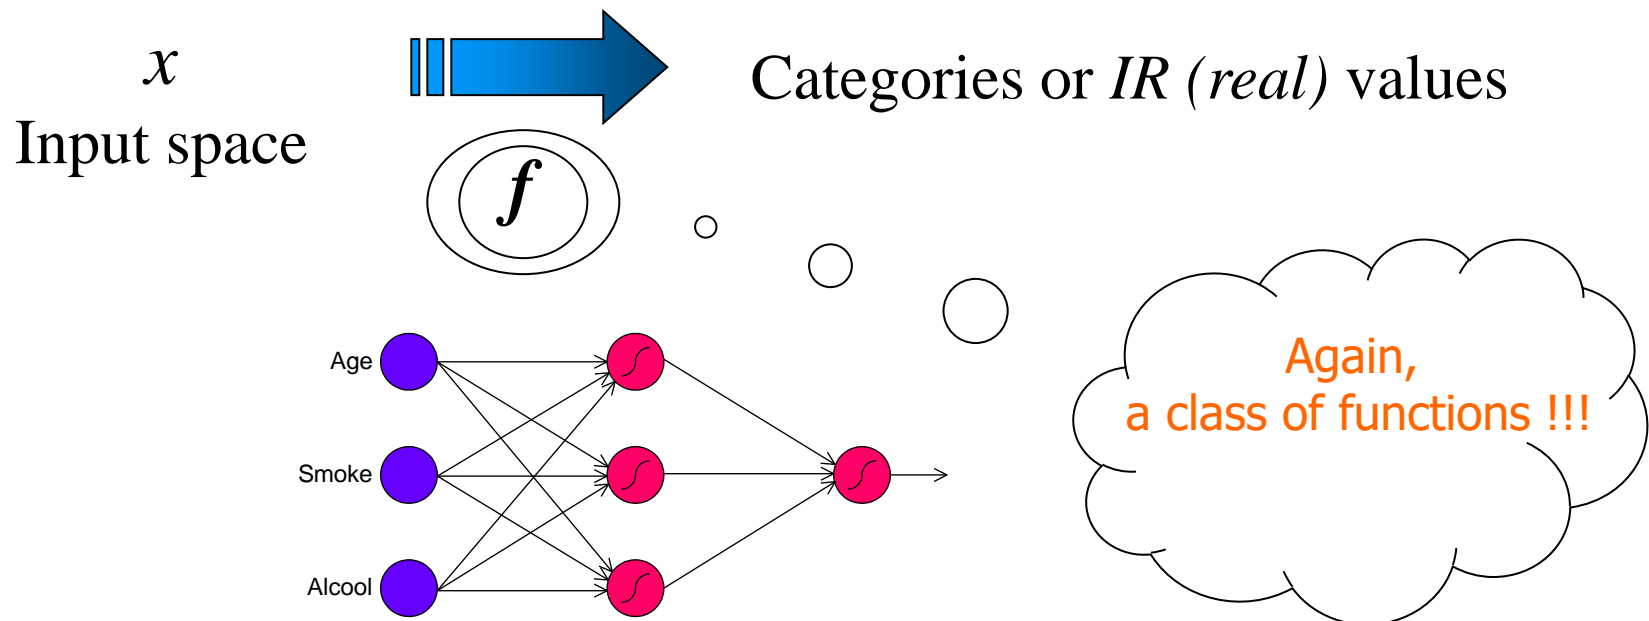 x
Input space
Categories or IR (real) values
f
Age
Smoke
Alcool
Again,
a class of functions !!!